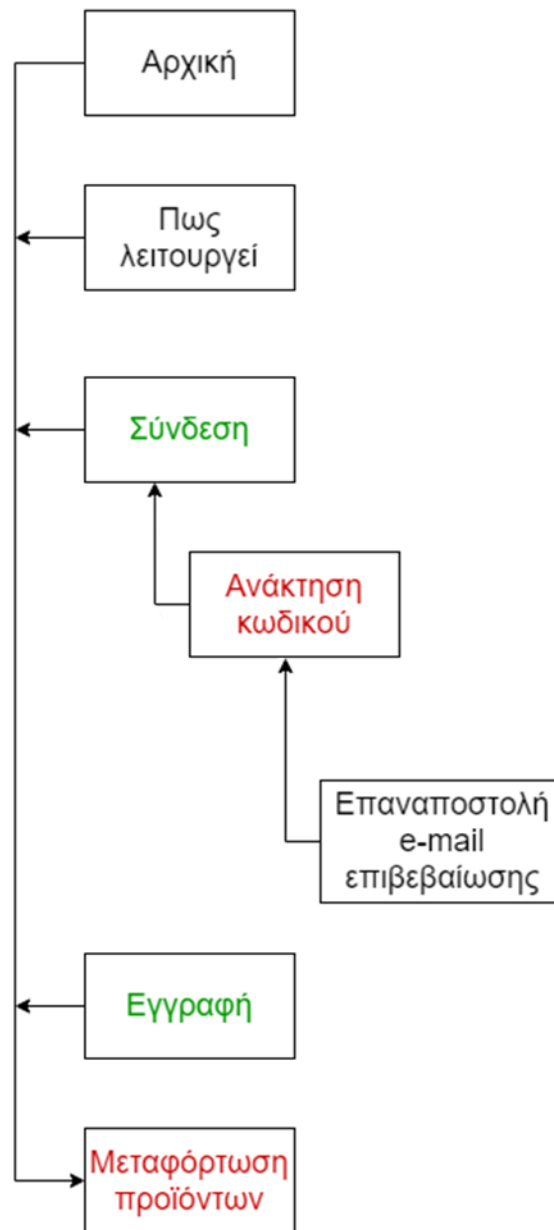 Αρχική
Πως
λειτουργεί
Σύνδεση
Ανάκτηση
κωδικού
Επαναποστολή
e-mail
επιβεβαίωσης
Εγγραφή
Μεταφόρτωση
προϊόντων